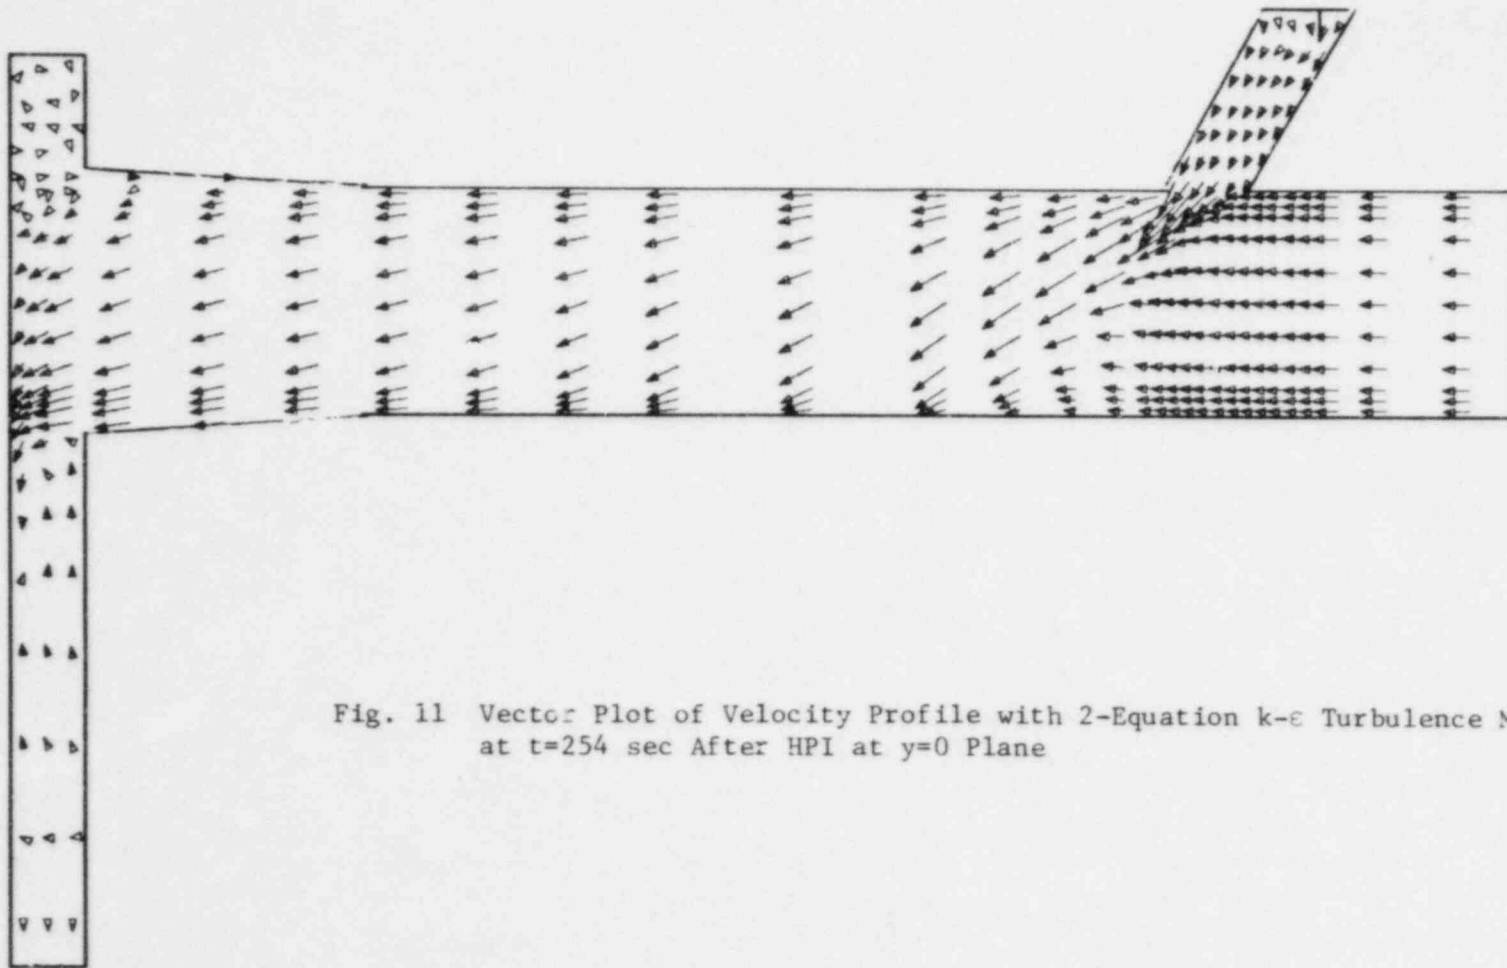 Fig. 11 Vector Plot of Velocity Profile with 2-Equation k-ε Turbulence
at t=254 sec After HPI at y=0 Plane